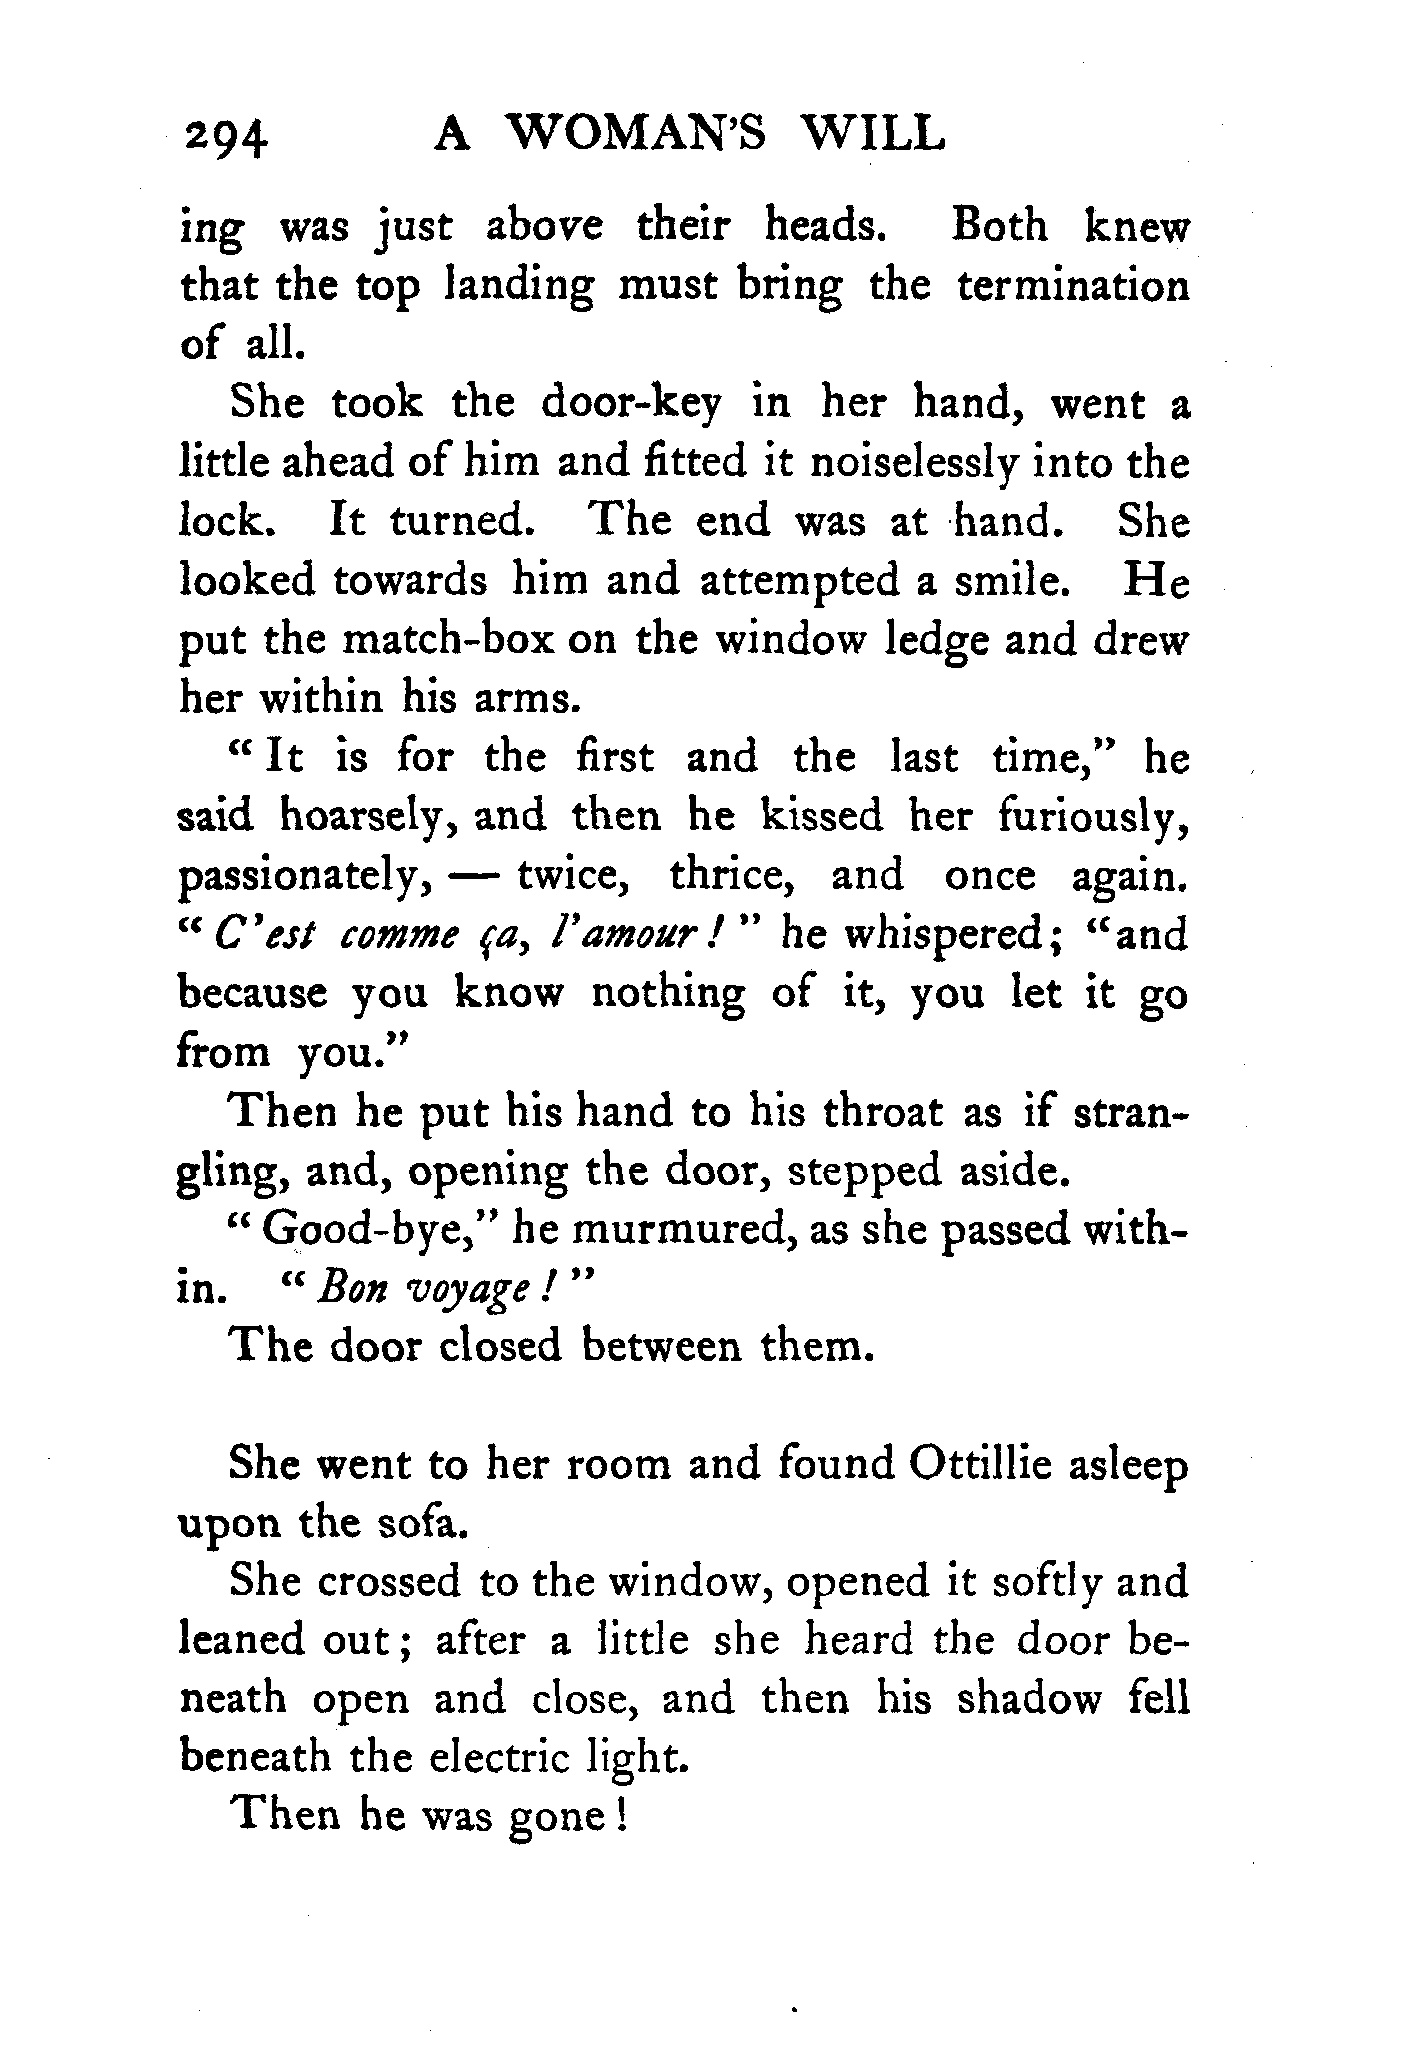 294 A WOMAN'S WILL
ing was just above their heads. Both knew
that the top landing must bring the termination
of all.
She took the door-key in her hand, went a
little ahead of him and fitted it noiselessly into the
lock. It turned. The end was at hand. She
looked towards him and attempted a smile. He
put the match-box on the window ledge and drew
her within his arms.
“ It is for the first and the last time,” he
said hoarsely, and then he kissed her furiously,
passionately, — twice, thrice, and once again.
“ C'est comme ça, l'amour ! ” he whispered; “and
because you know nothing of it, you let it go
from you.”
Then he put his hand to his throat as if stran-
gling, and, opening the door, stepped aside.
“ Good-bye,” he murmured, as she passed with-
in. “ Bon voyage ! ”
The door closed between them.
She went to her room and found Ottillie asleep
upon the sofa.
She crossed to the window, opened it softly and
leaned out ; after a little she heard the door be-
neath open and close, and then his shadow fell
beneath the electric light.
Then he was gone !